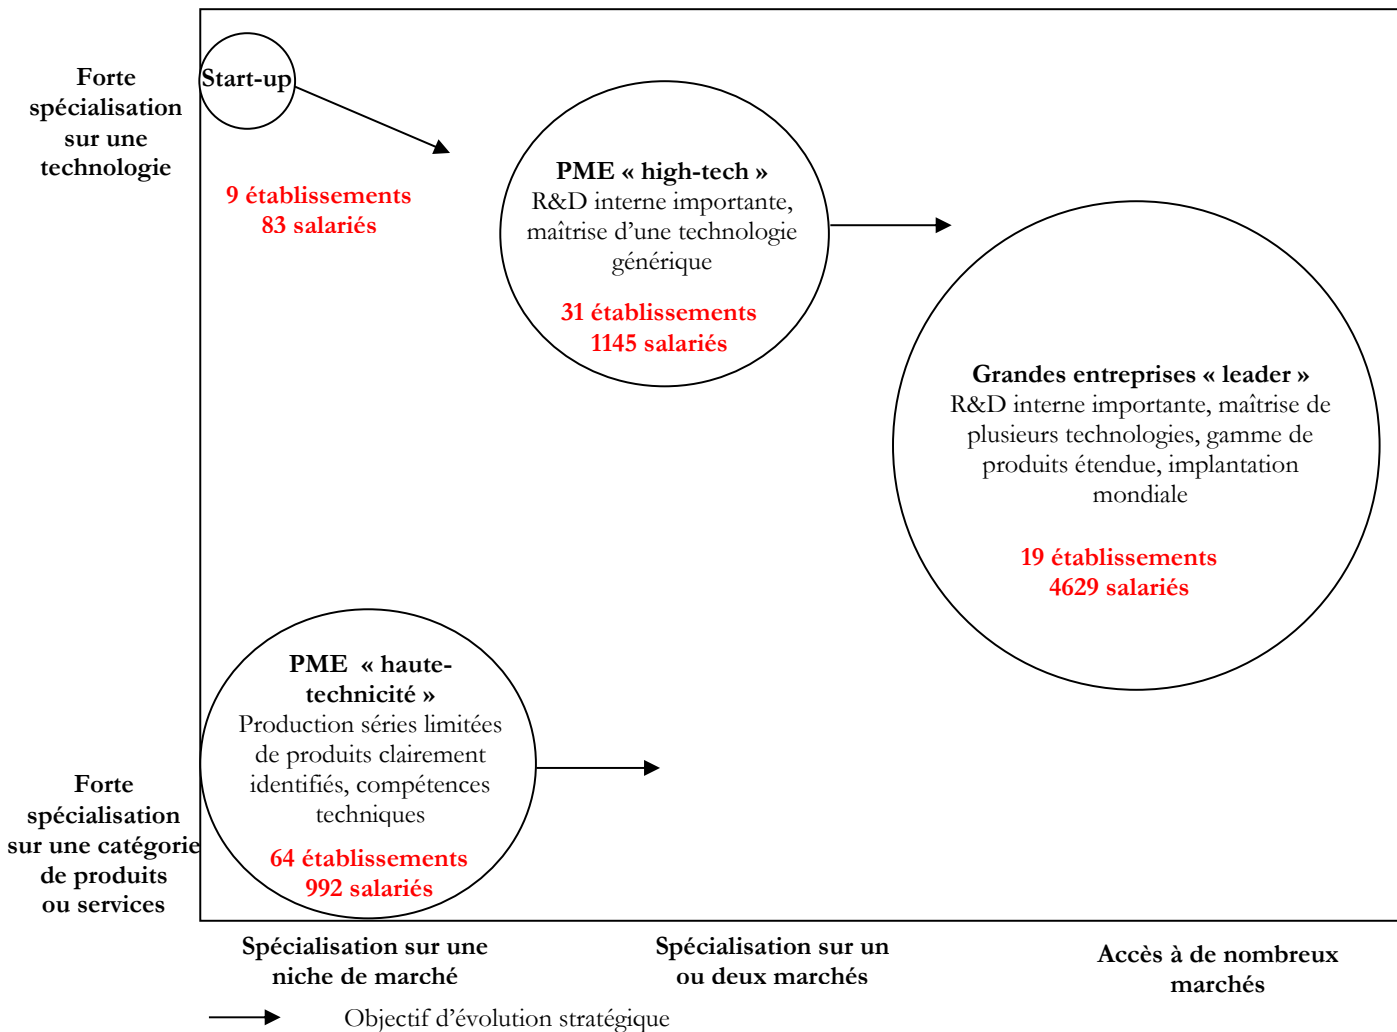 Forte
spécialisation
sur une
technologie
Start-up
9 établissements
83 salariés
PME « high-tech »
R&D interne importante,
maîtrise d’une technologie
générique
31 établissements
1145 salariés
Grandes entreprises « leader »
R&D interne importante, maîtrise de
plusieurs technologies, gamme de
produits étendue, implantation
mondiale
19 établissements
4629 salariés
PME « haute-
technicité »
Production séries limitées
de produits clairement
identifiés, compétences
techniques
64 établissements
992 salariés
Forte
spécialisation
sur une catégorie
de produits
ou services
Spécialisation sur une
niche de marché
Spécialisation sur un
ou deux marchés
Accès à de nombreux
marchés
Objectif d’évolution stratégique